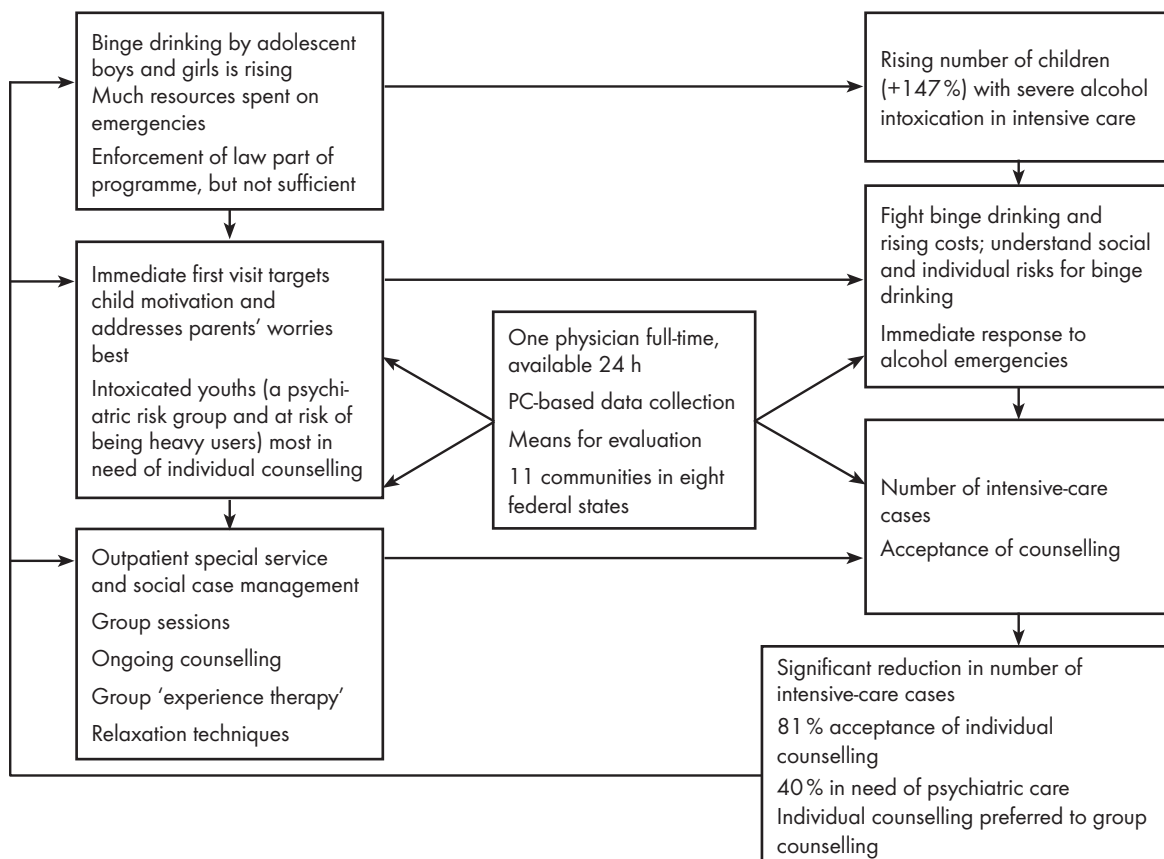 Binge drinking by adolescent
boys and girls is rising
Much resources spent on
emergencies
Enforcement of law part of
programme, but not sufficient
Rising number of children
(+147%) with severe alcohol
intoxication in intensive care
Immediate first visit targets
child motivation and
addresses parents’ worries
best
Intoxicated youths (a psychi-
atric risk group and at risk of
being heavy users) most in
need of individual counselling
One physician full-time,
available 24 h
PC-based data collection
Means for evaluation
11 communities in eight
federal states
Fight binge drinking and
rising costs; understand social
and individual risks for binge
drinking
Immediate response to
alcohol emergencies
Outpatient special service
and social case management
Group sessions
Ongoing counselling
Group ‘experience therapy’
Relaxation techniques
Number of intensive-care
cases
Acceptance of counselling
Significant reduction in number of
intensive-care cases
81% acceptance of individual
counselling
40% in need of psychiatric care
Individual counselling preferred to group
counselling